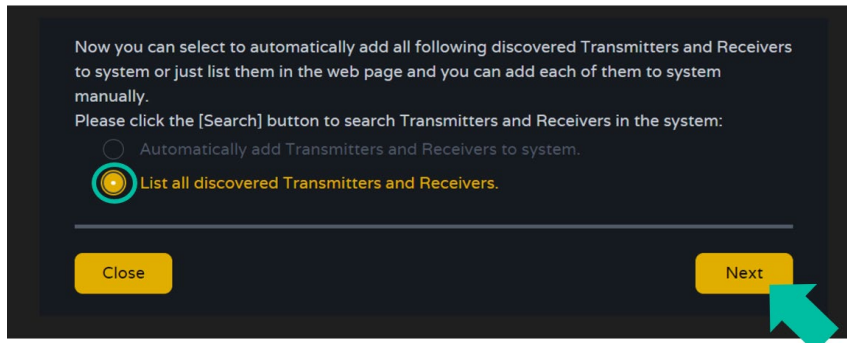 Now you can select to automatically add all following discovered Transmitters and Receivers
to system or just list them in the web page and you can add each of them to system
manually.
Please click the [Search] button to search Transmitters and Receivers in the system:
Automatically add Transmitters and Receivers to system.
List all discovered Transmitters and Receivers.
Close
Next